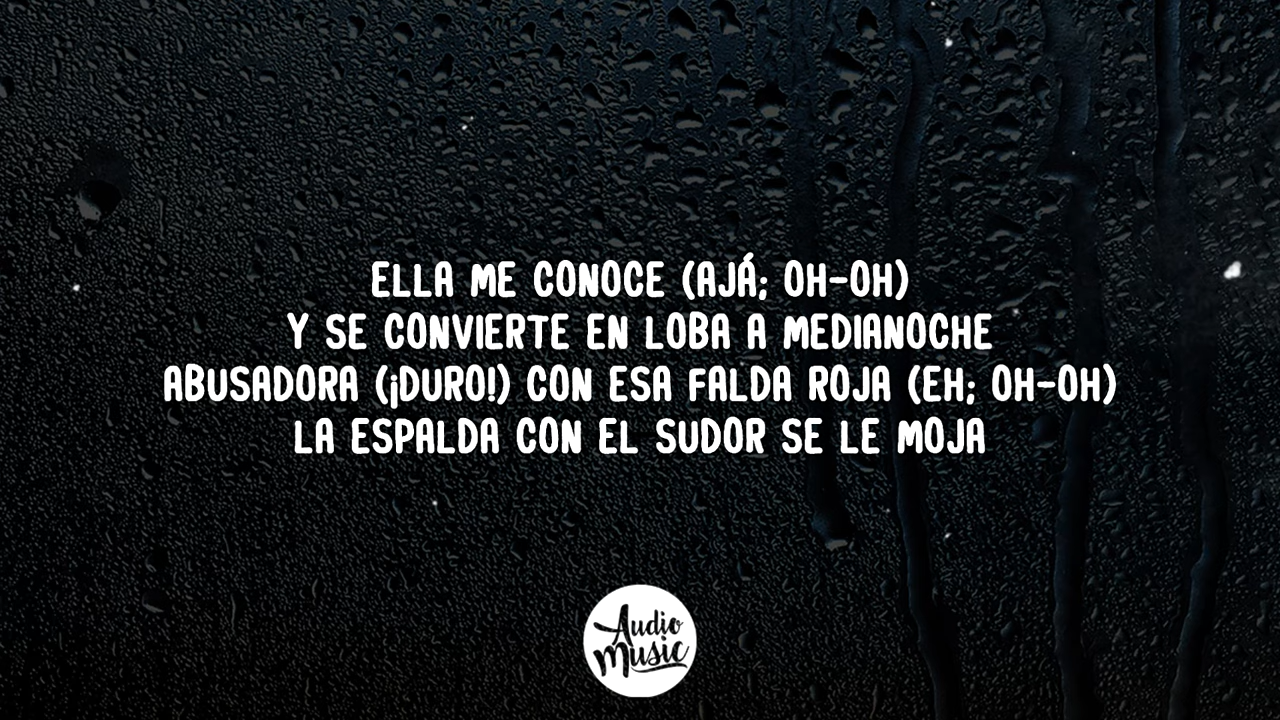 ELLA ME CONOCE (AJÁ; OH-OH)
Y SE CONVIERTE EN LOBA A MEDIANOCHE
ABUSADORA (¡DURO!) CON ESA FALDA ROJA (EH; OH-OH)
LA ESPALDA CON EL SUDOR SE LE MOJA
Audio
Music